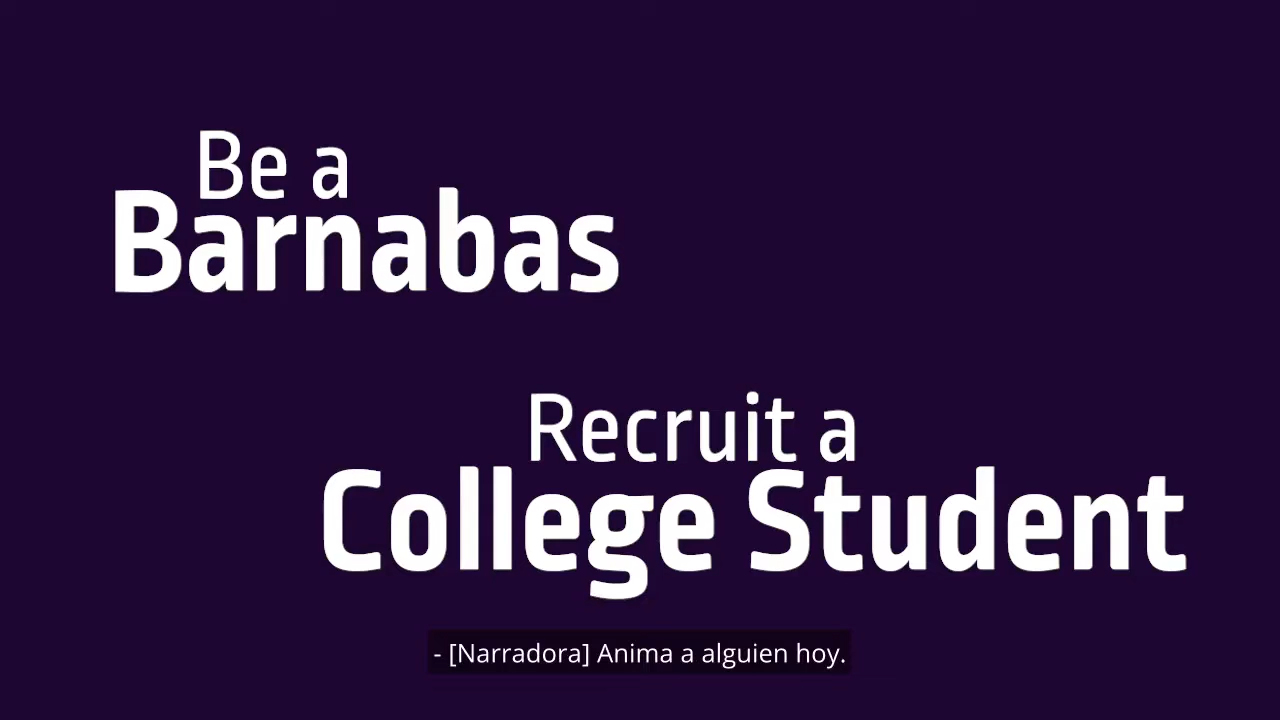 Be a
Barnabas
Recruit a
College Student
- [Narradora] Anima a alguien hoy.